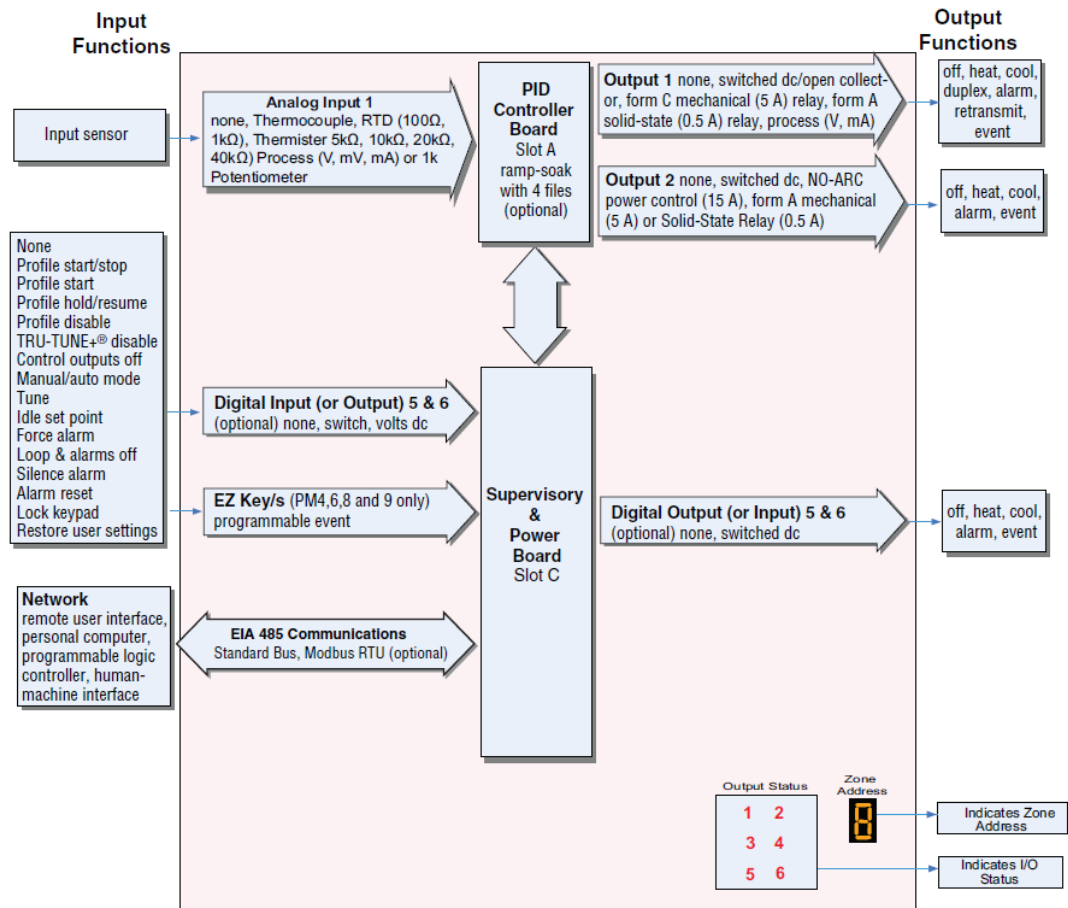 Input
Functions
Output
Functions
Input sensor
Analog Input 1
none, Thermocouple, RTD (100Ω,
1kΩ), Thermister 5kΩ, 10kΩ, 20kΩ,
40kΩ) Process (V, mV, mA) or 1k
Potentiometer
PID
Controller
Board
Slot A
ramp-soak
with 4 files
(optional)
Output 1 none, switched dc/open collect-
or, form C mechanical (5 A) relay, form A
solid-state (0.5 A) relay, process (V, mA)
off, heat, cool,
duplex, alarm,
retransmit,
event
Output 2 none, switched dc, NO-ARC
power control (15 A), form A mechanical
(5 A) or Solid-State Relay (0.5 A)
off, heat, cool,
alarm, event
None
Profile start/stop
Profile start
Profile hold/resume
Profile disable
TRU-TUNE+® disable
Control outputs off
Manual/auto mode
Tune
Idle set point
Force alarm
Loop & alarms off
Silence alarm
Alarm reset
Lock keypad
Restore user settings
Digital Input (or Output) 5 & 6
(optional) none, switch, volts dc
EZ Key/s (PM4,6,8 and 9 only)
programmable event
Supervisory
&
Power
Board
Slot C
Digital Output (or Input) 5 & 6
(optional) none, switched dc
off, heat, cool,
alarm, event
Network
remote user interface,
personal computer,
programmable logic
controller, human-
machine interface
EIA 485 Communications
Standard Bus, Modbus RTU (optional)
Output Status
1 2
3 4
5 6
Zone
Address
8
Indicates Zone
Address
Indicates I/O
Status